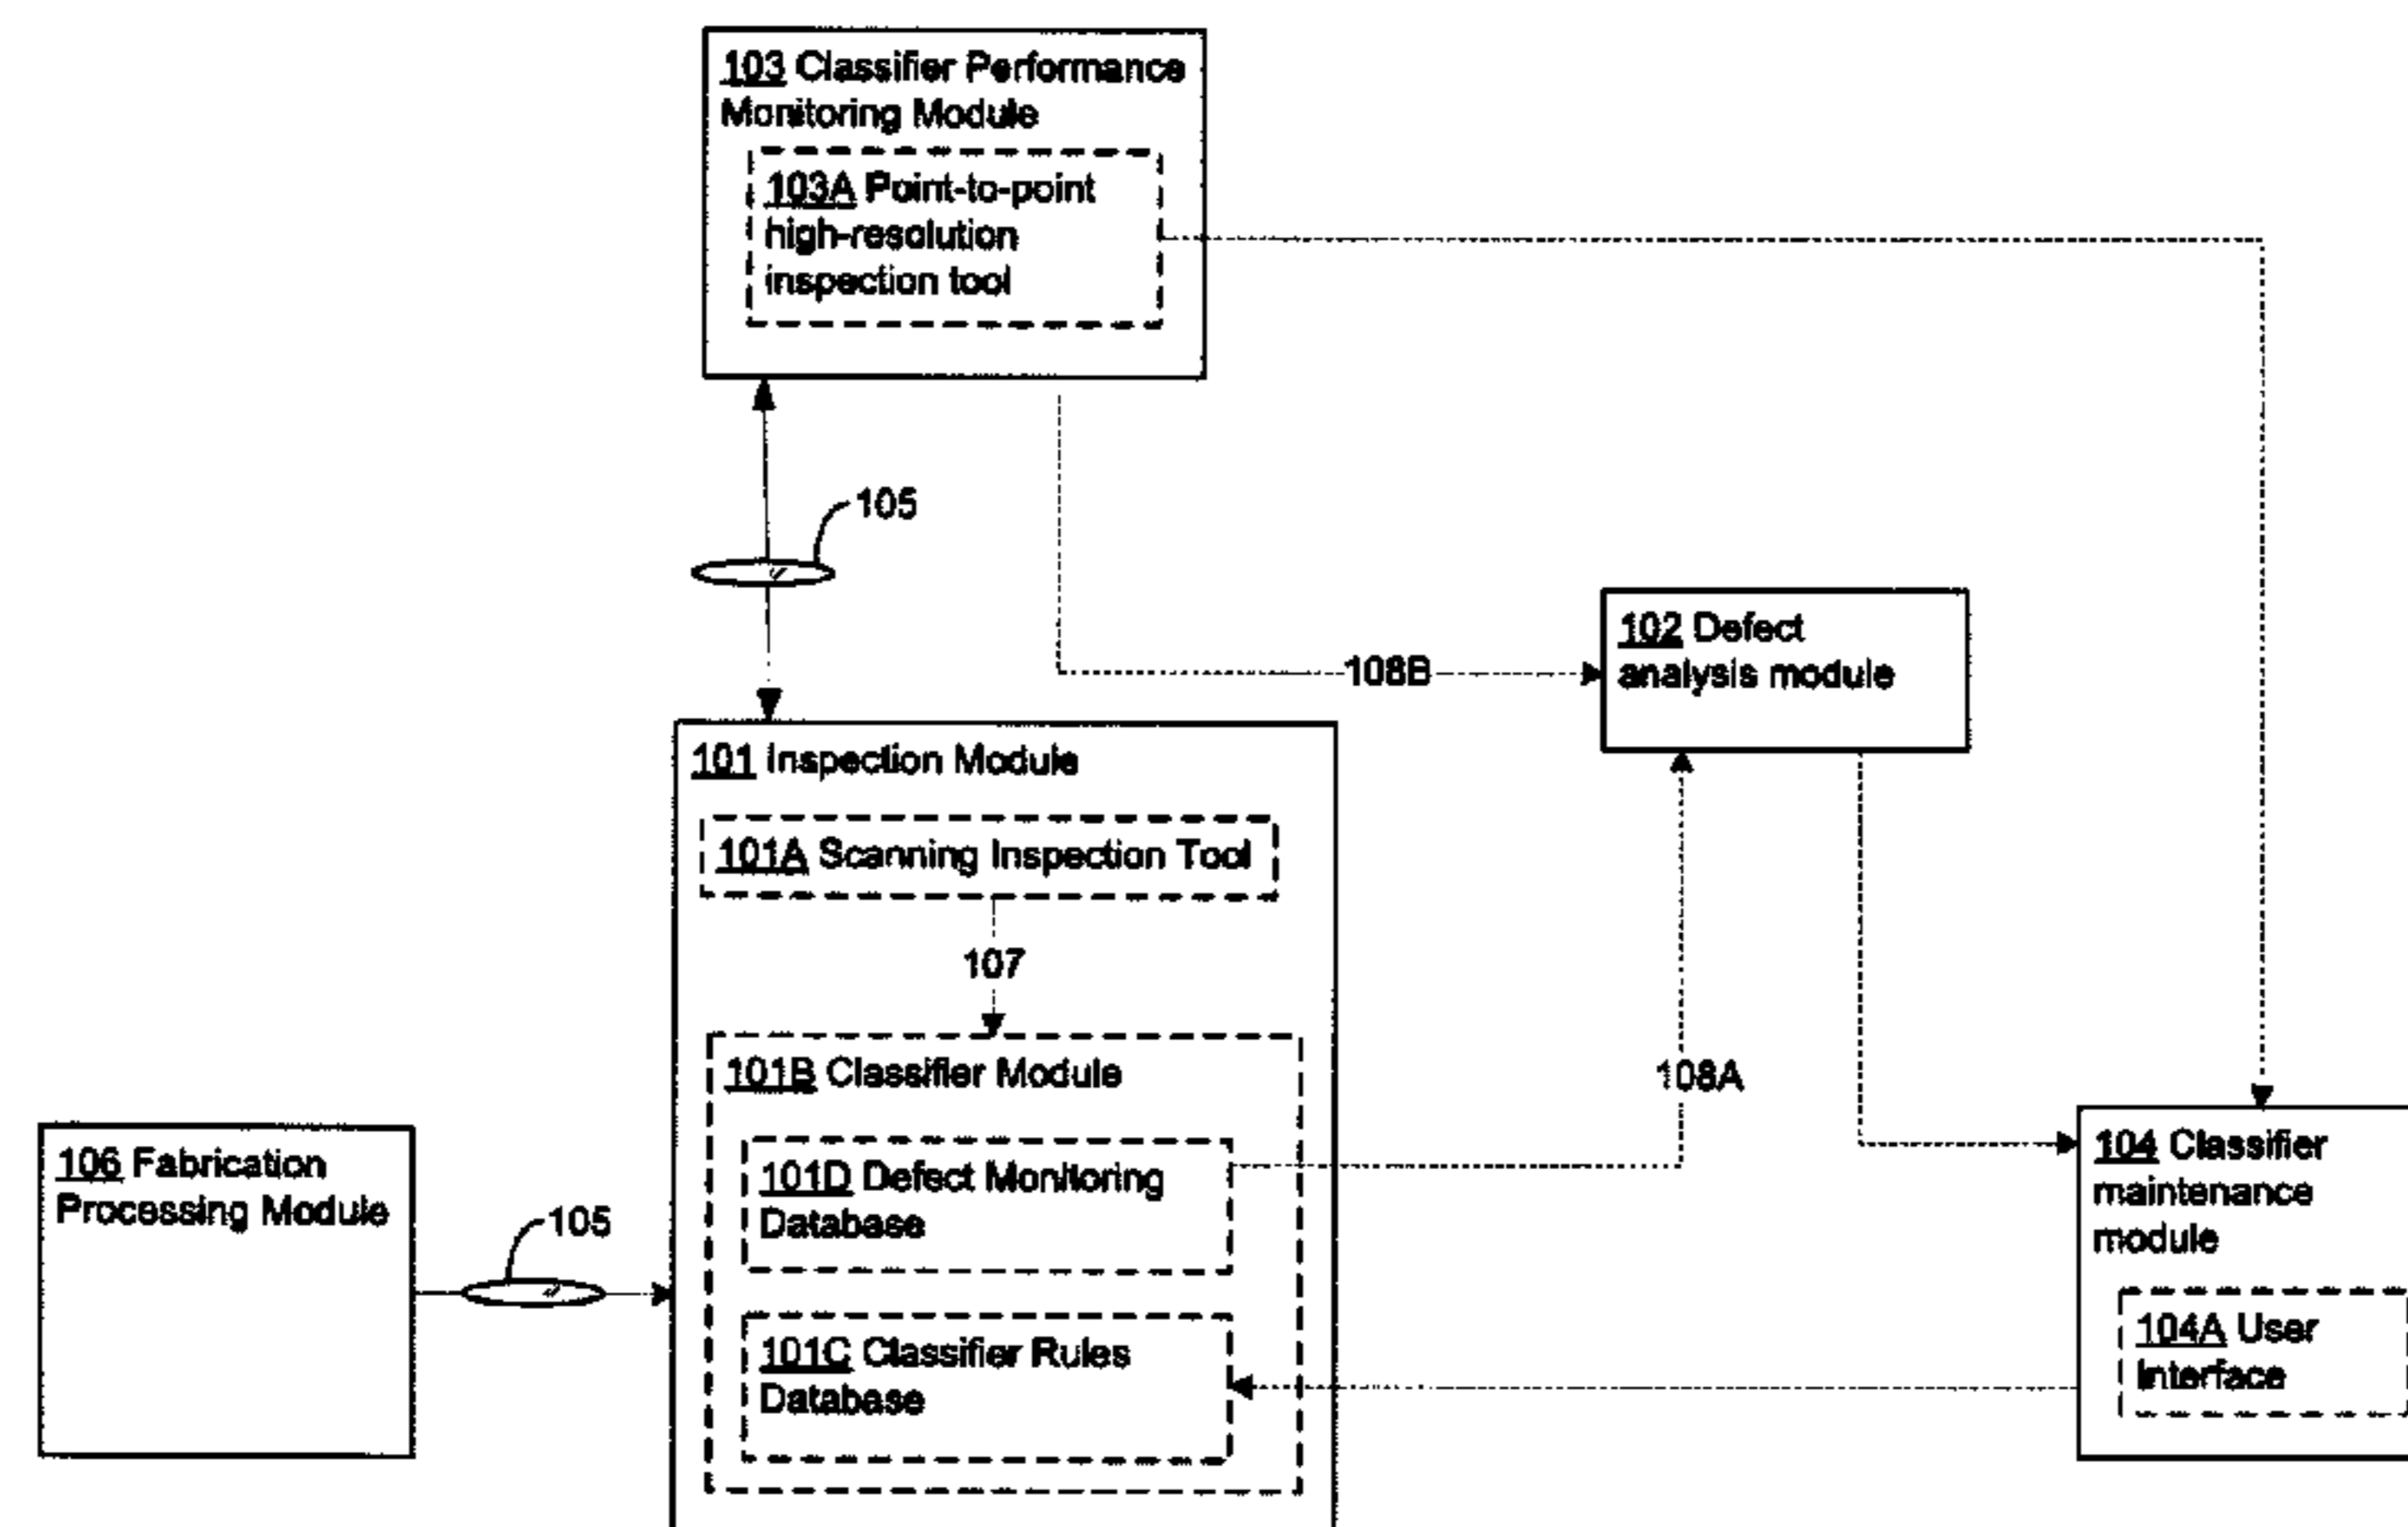 103 Classifier Performance
Monitoring Module
103A Point-to-point
high-resolution
inspection tool
105
102 Defect
analysis module
108B
101 Inspection Module
101A Scanning Inspection Tool
107
101B Classifier Module
108A
101D Defect Monitoring
Database
101C Classifier Rules
Database
106 Fabrication
Processing Module
105
104 Classifier
maintenance
module
104A User
Interface